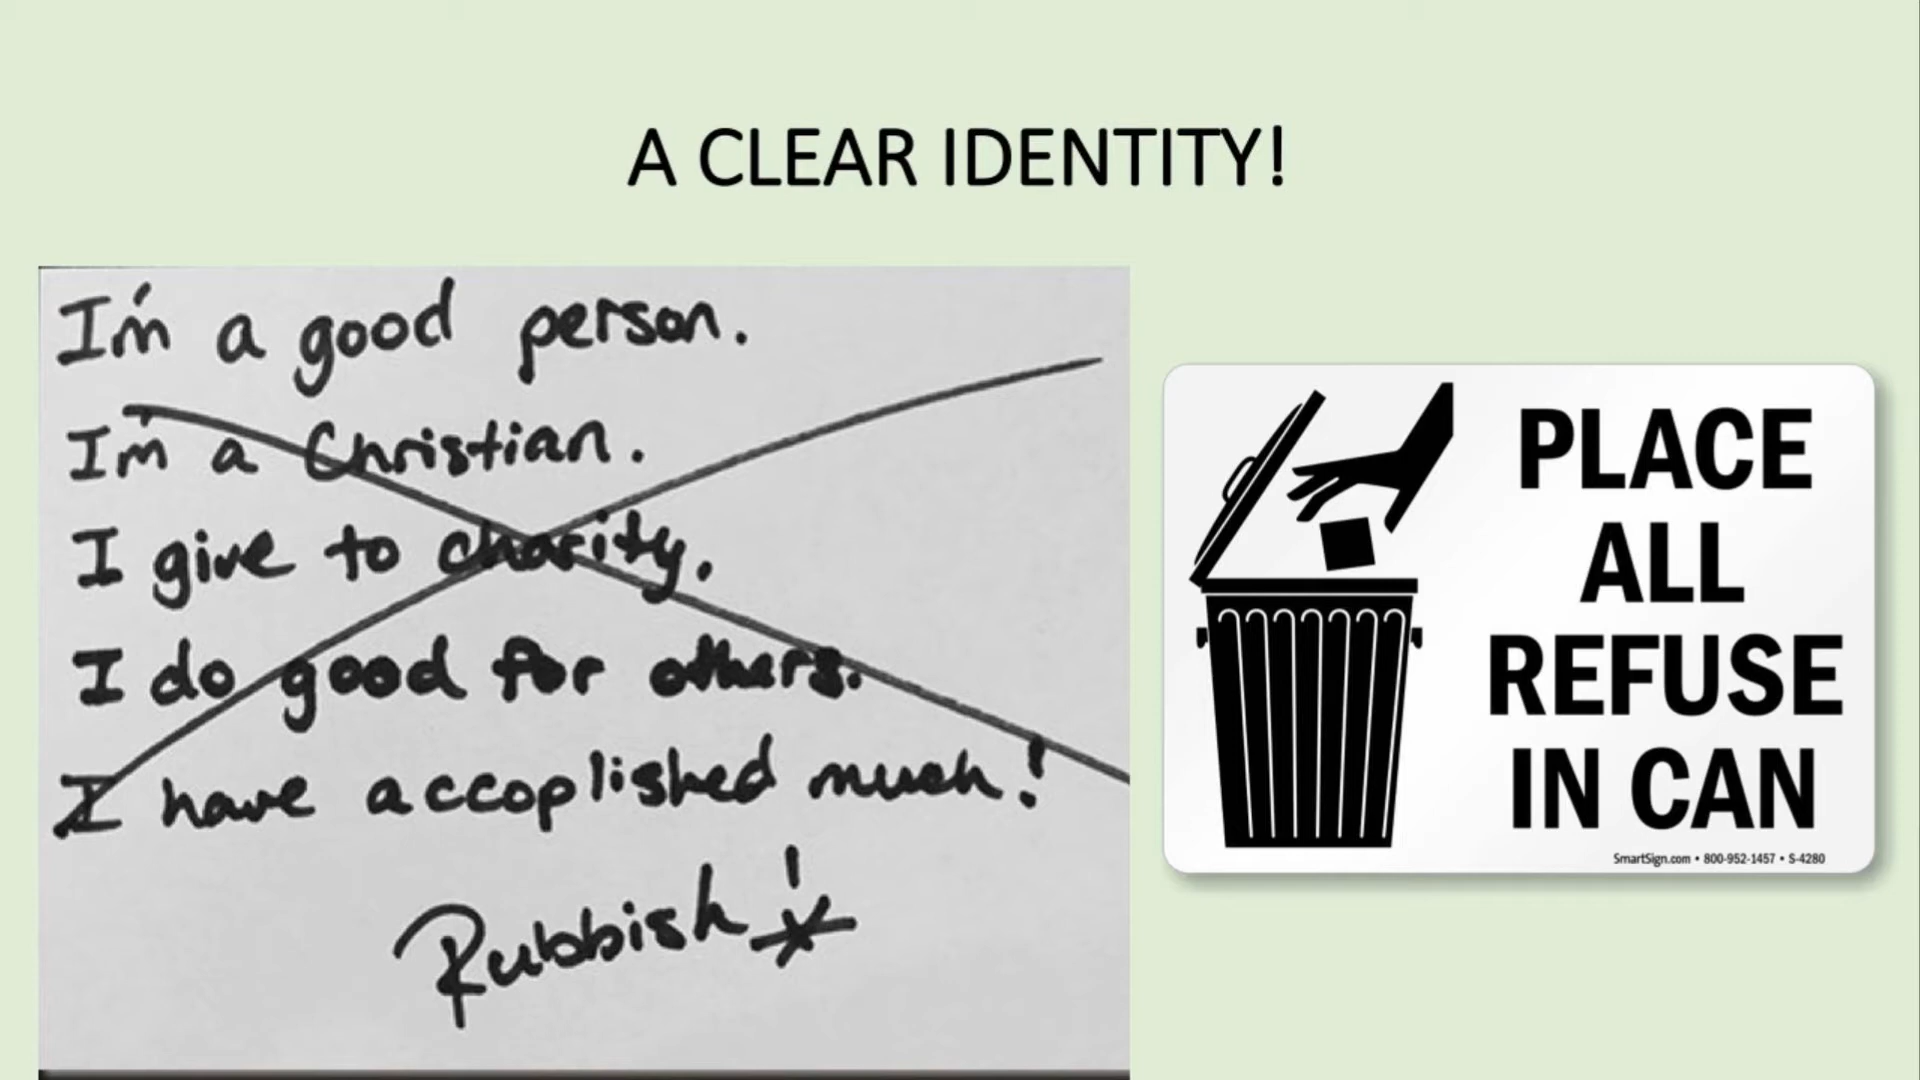 A CLEAR IDENTITY!
I'm a good person.
I'm a Christian.
I give to charity.
I do good for others.
I have accoplished much!
Rubbish!
PLACE
ALL
REFUSE
IN CAN
SmartSign.com • 800-952-1457 • S-4280